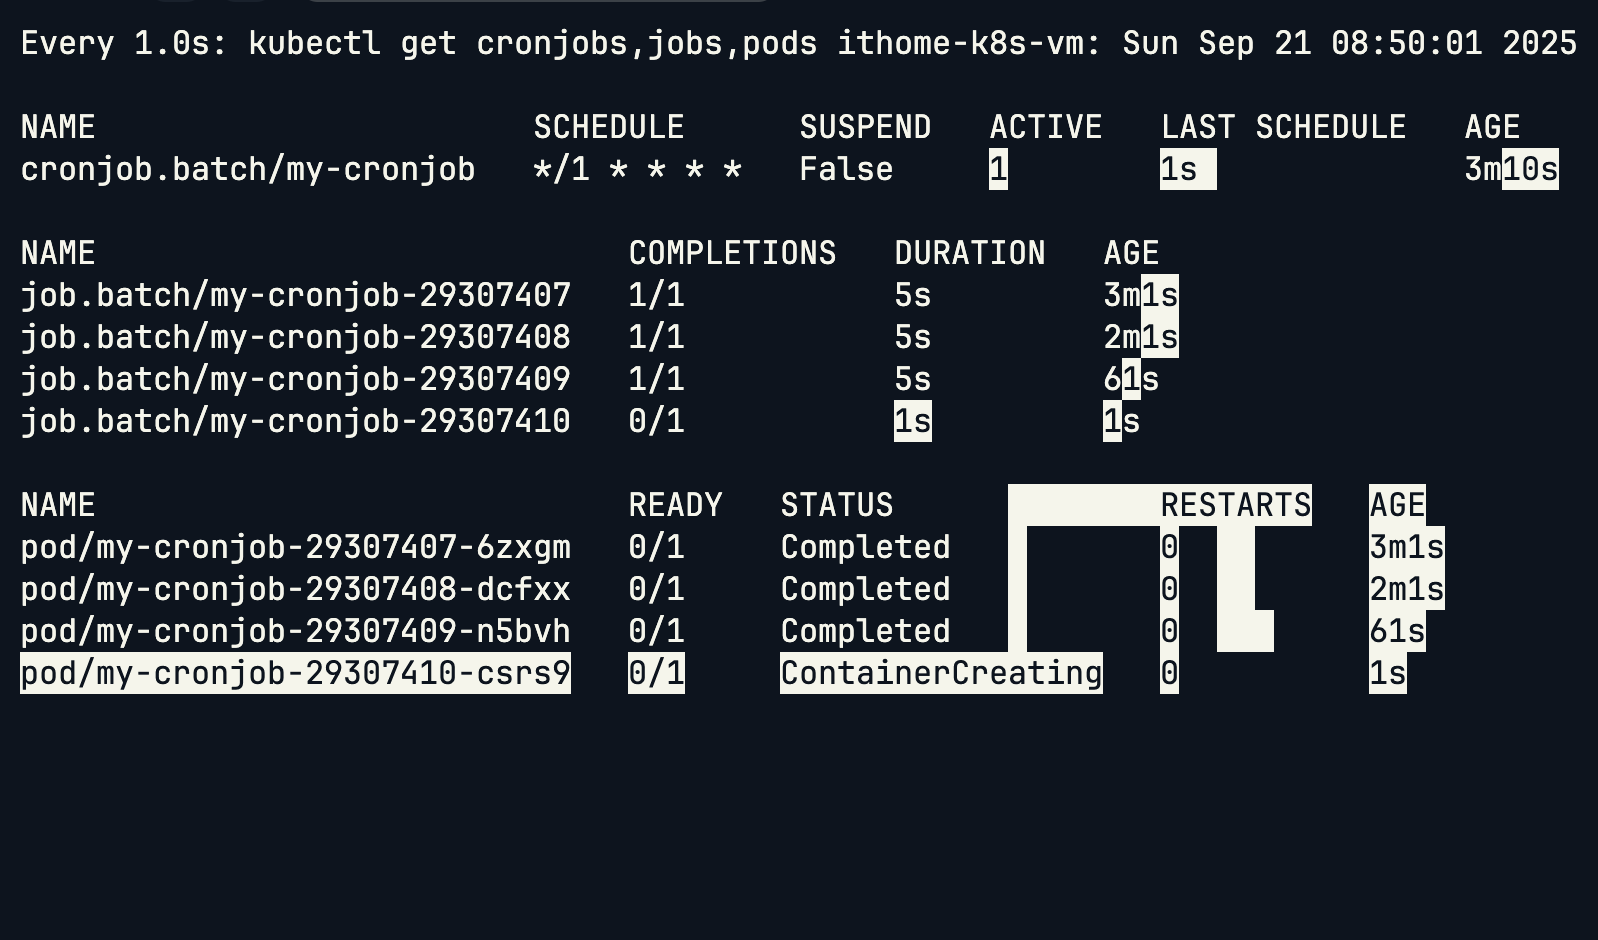 Every 1.0s: kubectl get cronjobs,jobs,pods ithome-k8s-vm: Sun Sep 21 08:50:01 2025
NAME SCHEDULE SUSPEND ACTIVE LAST SCHEDULE AGE
cronjob.batch/my-cronjob */1 * * * * False 1 1s 3m10s
NAME COMPLETIONS DURATION AGE
job.batch/my-cronjob-29307407 1/1 5s 3m1s
job.batch/my-cronjob-29307408 1/1 5s 2m1s
job.batch/my-cronjob-29307409 1/1 5s 61s
job.batch/my-cronjob-29307410 0/1 1s 1s
NAME READY STATUS RESTARTS AGE
pod/my-cronjob-29307407-6zxgm 0/1 Completed 0 3m1s
pod/my-cronjob-29307408-dcfxx 0/1 Completed 0 2m1s
pod/my-cronjob-29307409-n5bvh 0/1 Completed 0 61s
pod/my-cronjob-29307410-csrs9 0/1 ContainerCreating 0 1s